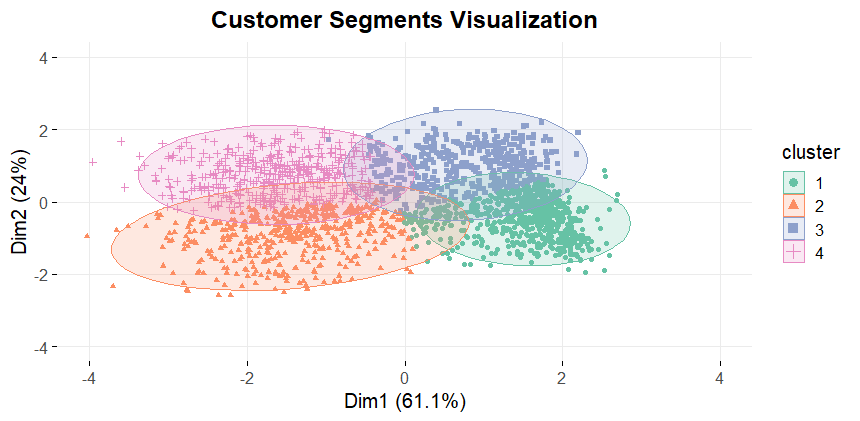 Customer Segments Visualization
4
2
0
-2
-4
Dim2 (24%)
-4 -2 0 2 4
Dim1 (61.1%)
cluster
1
2
3
4